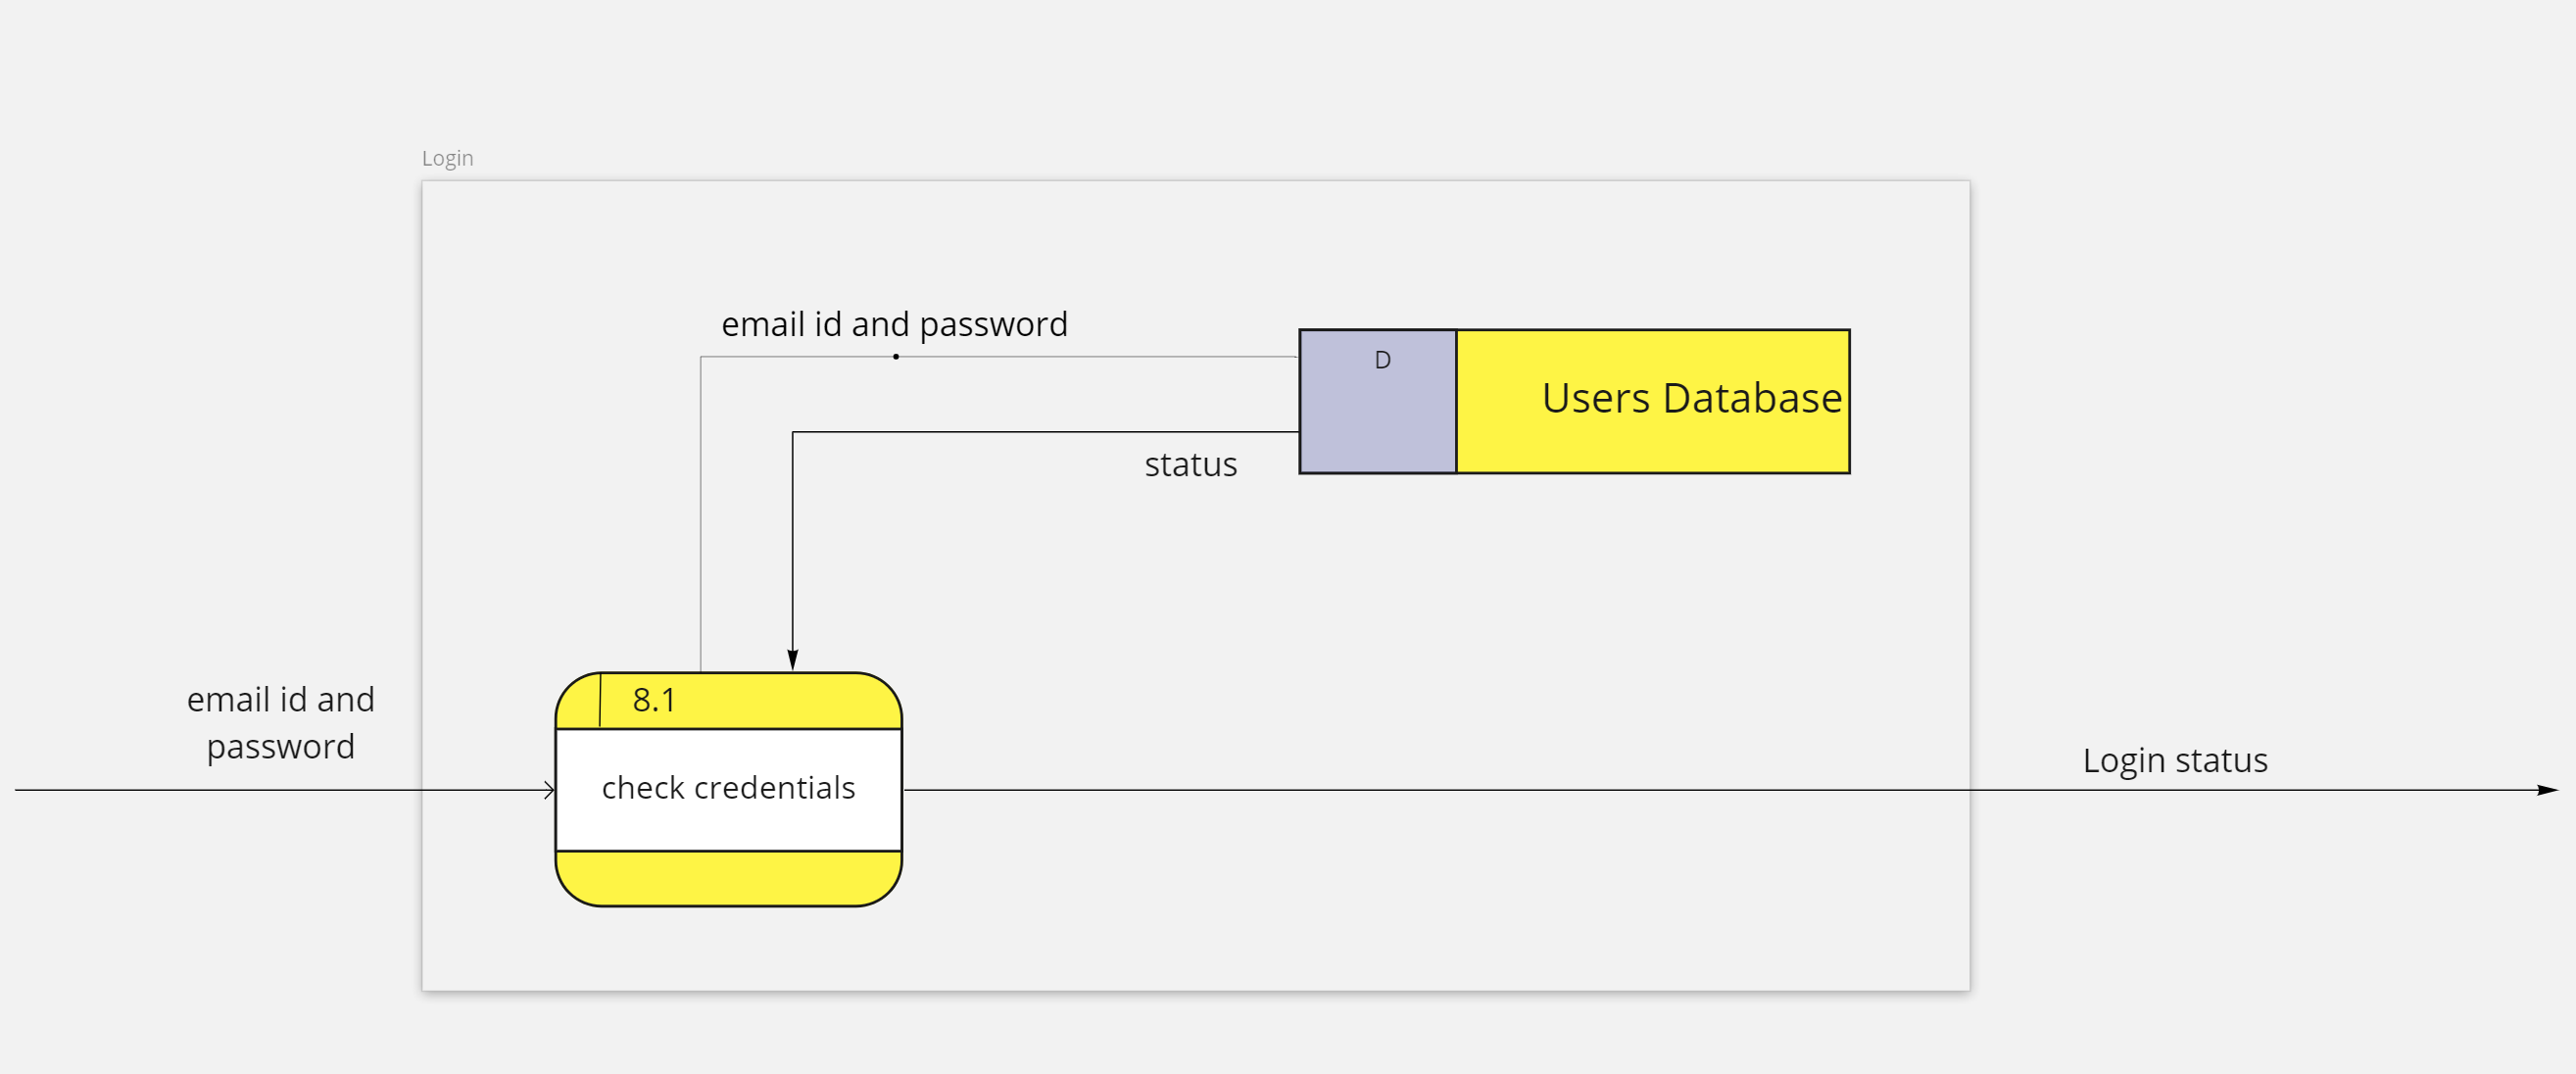 Login
email id and password
D
Users Database
status
email id and
password
8.1
check credentials
Login status